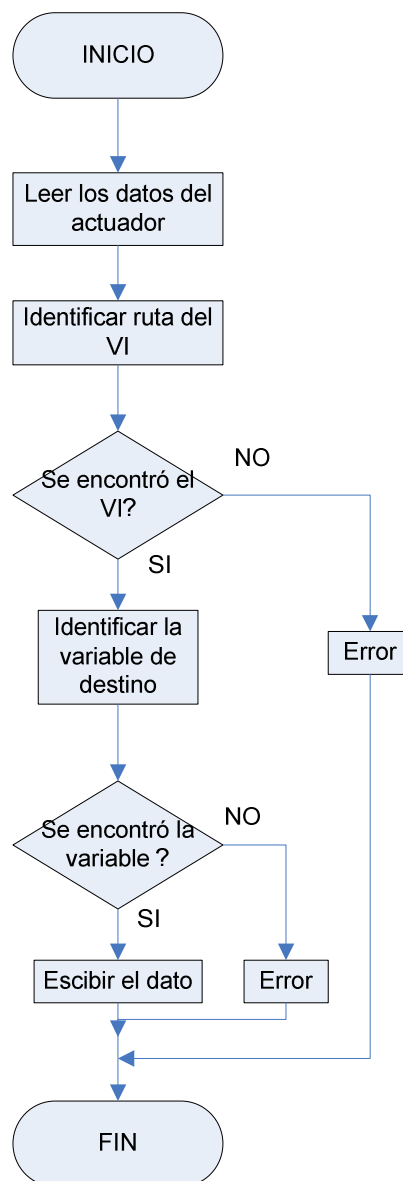 INICIO
Leer los datos del
actuador
Identificar ruta del
VI
Se encontró el
VI?
NO
SI
Identificar la
variable de
destino
Error
Se encontró la
variable ?
NO
SI
Escibir el dato
Error
FIN